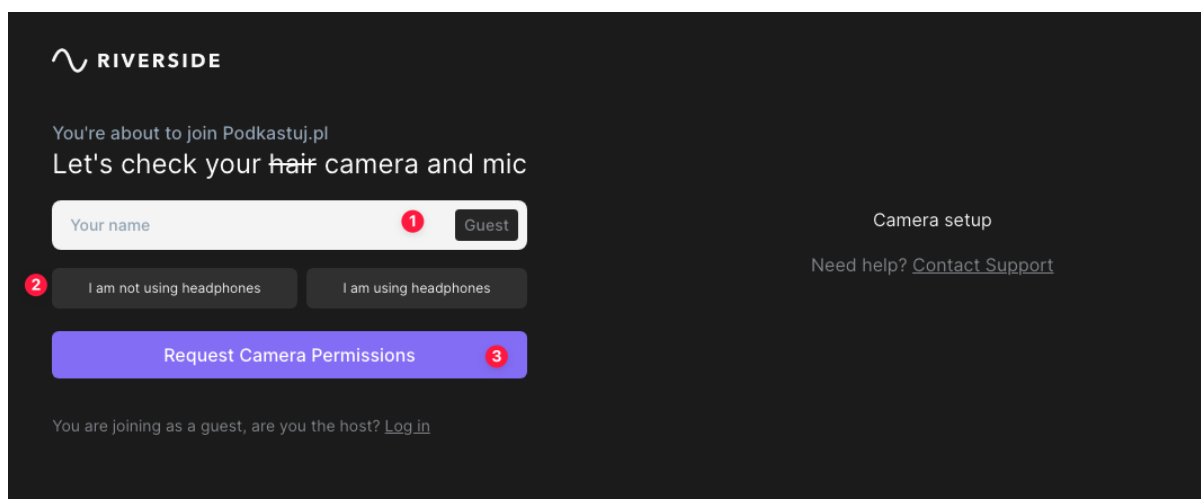 RIVERSIDE
You're about to join Podkastuj.pl
Let's check your hair camera and mic
Your name 1 Guest
2 I am not using headphones I am using headphones
Request Camera Permissions 3
You are joining as a guest, are you the host? Log in
Camera setup
Need help? Contact Support